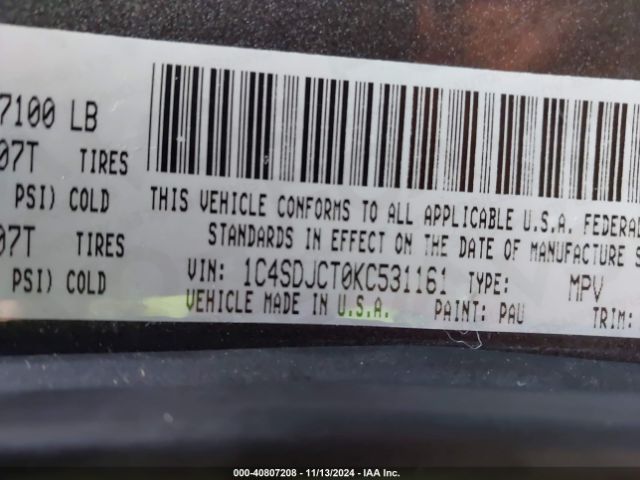 7100 LB
07T TIRES
PSI) COLD
07T TIRES
PSI) COLD
THIS VEHICLE CONFORMS TO ALL APPLICABLE U.S.A. FEDERAL
STANDARDS IN EFFECT ON THE DATE OF MANUFACTURE S
VIN: 1C4SDJCT0KC531161 TYPE: MPV
VEHICLE MADE IN U.S.A. PAINT: PAU TRIM:
000-40807208 - 11/13/2024 - IAA Inc.